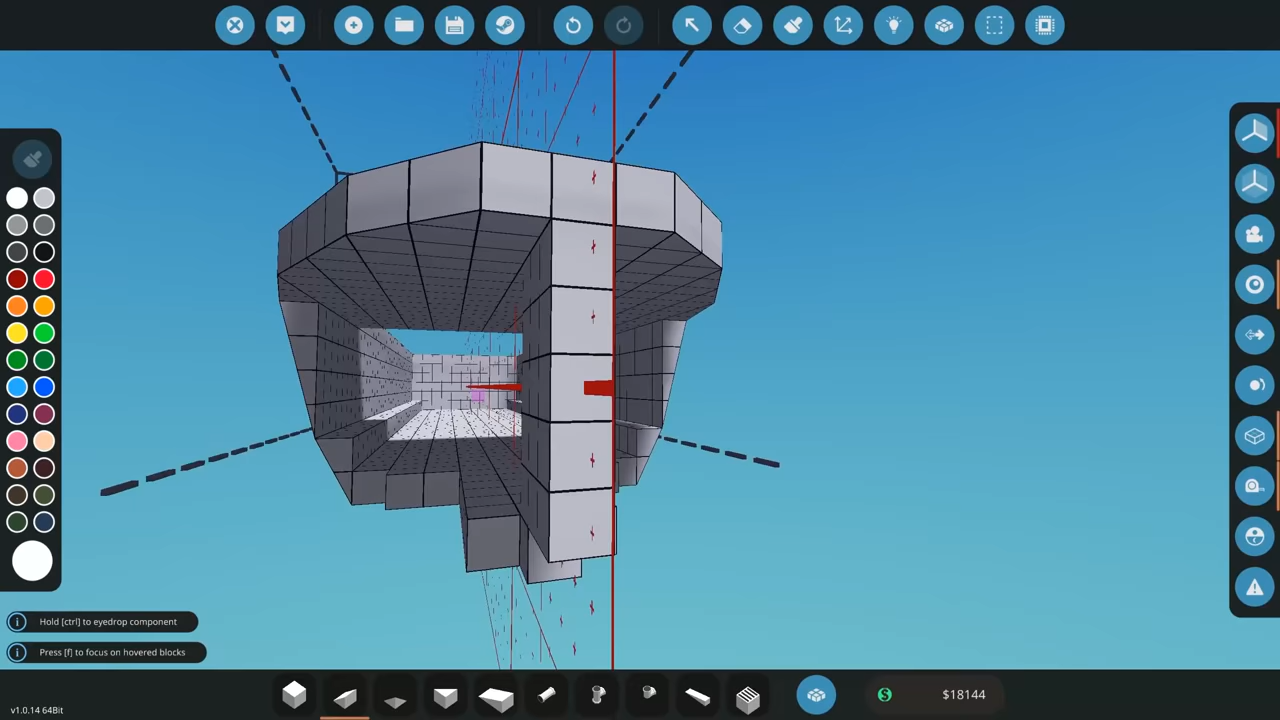 Hold [ctrl] to eyedrop component
Press [f] to focus on hovered blocks
v1.0.14 64Bit
$18144